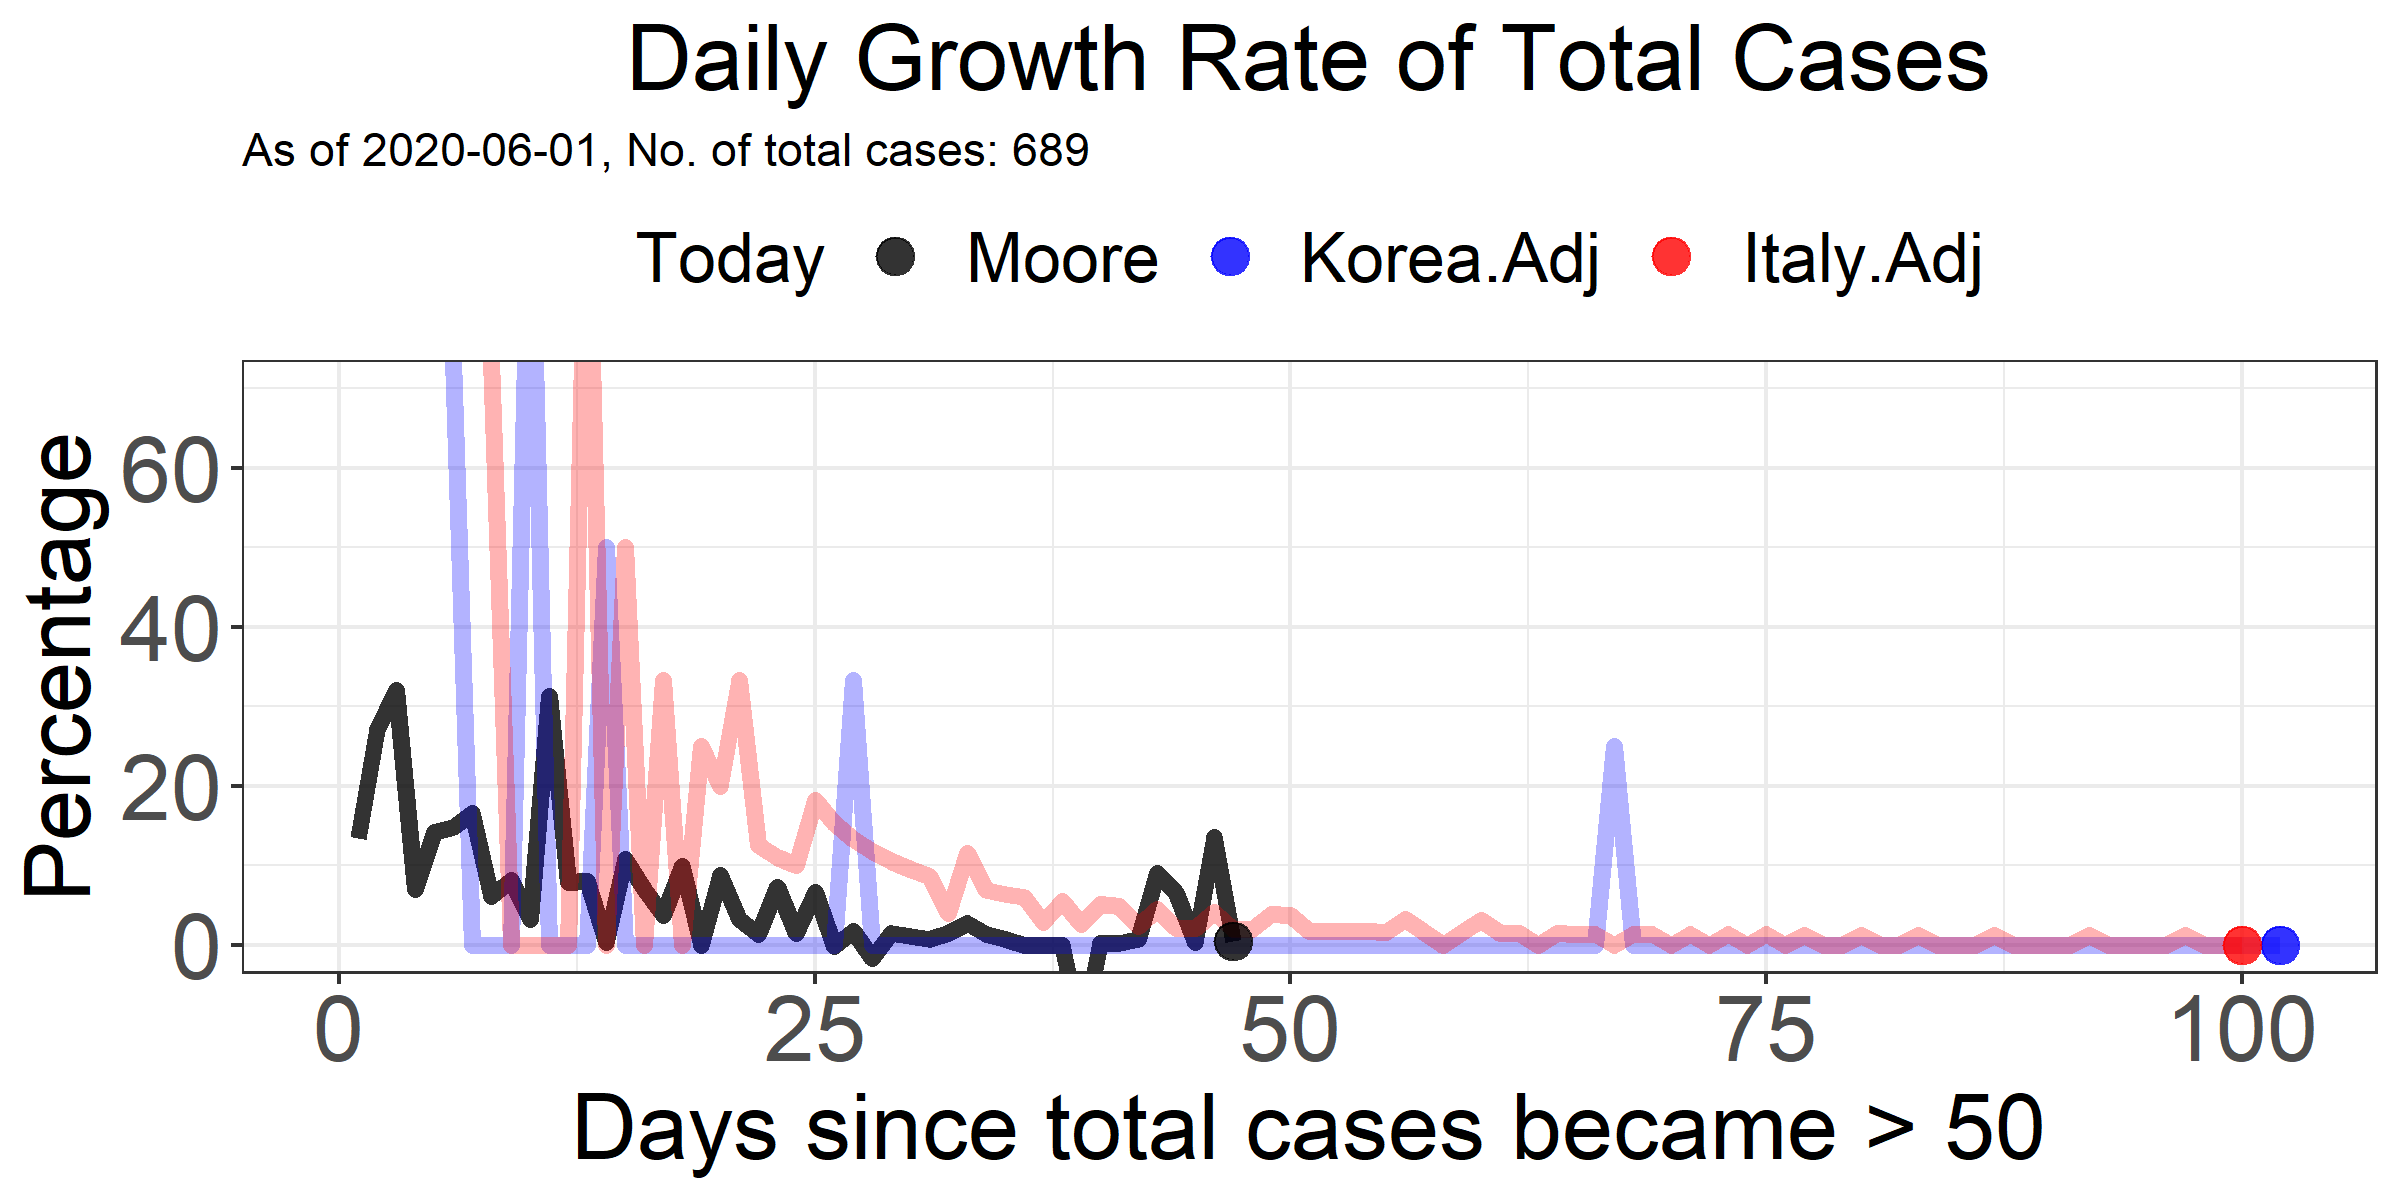 Daily Growth Rate of Total Cases
As of 2020-06-01, No. of total cases: 689
Today Moore Korea.Adj Italy.Adj
Percentage
60
40
20
0
0 25 50 75 100
Days since total cases became > 50